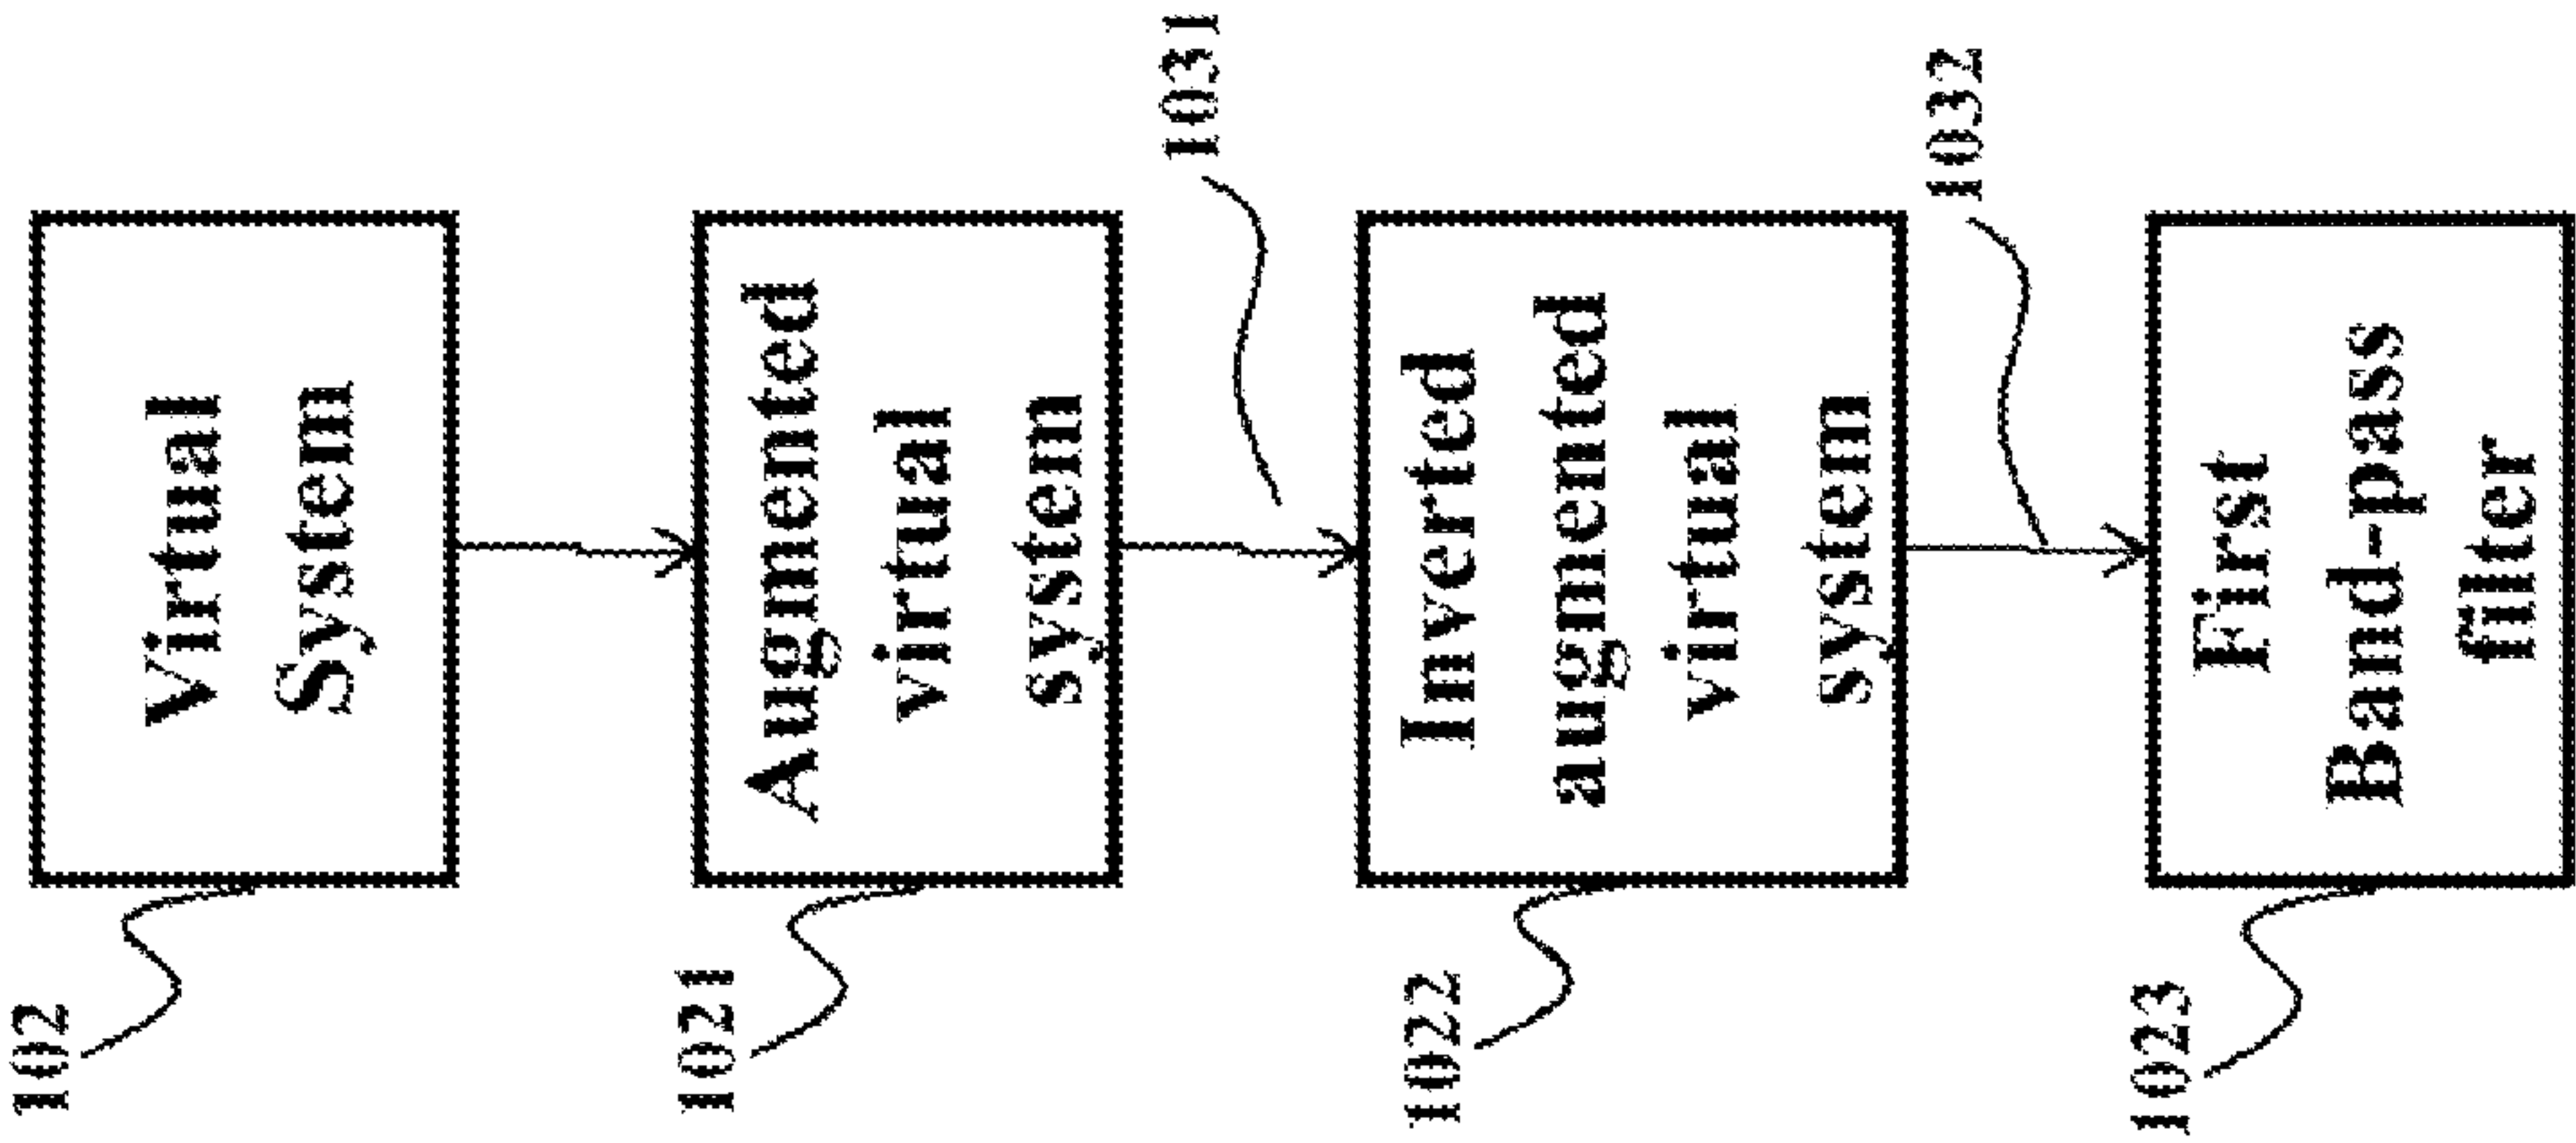 102
Virtual
System
1021
Augmented
virtual
system
1031
1022
Inverted
augmented
virtual
system
1032
1023
First
Band-pass
filter